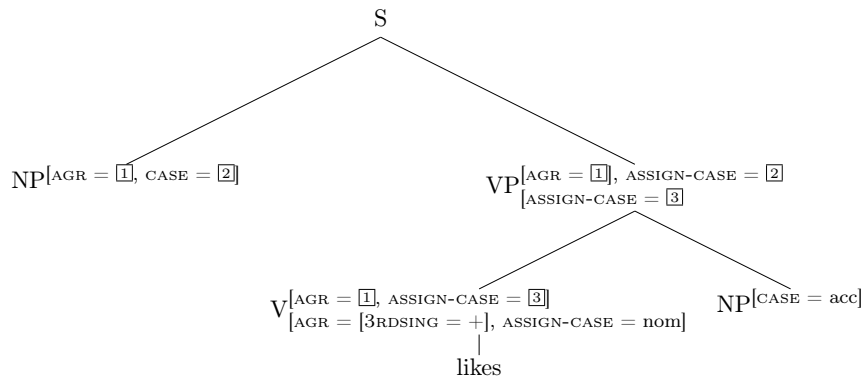 S
NP[AGR = 1, CASE = 2]
VP[AGR = 1], ASSIGN-CASE = 2
[ASSIGN-CASE = 3
V[AGR = 1, ASSIGN-CASE = 3]
[AGR = [3RDSING = +], ASSIGN-CASE = nom]
NP[CASE = acc]
likes